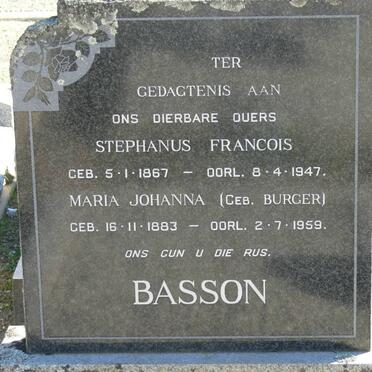 TER
GEDAGTENIS AAN
ONS DIERBARE OUERS
STEPHANUS FRANCOIS
GEB. 5·1·1867 — OORL. 8·4·1947.
MARIA JOHANNA (GEB. BURGER)
GEB. 16·11·1883 — OORL. 2·7·1959.
ONS GUN U DIE RUS.
BASSON